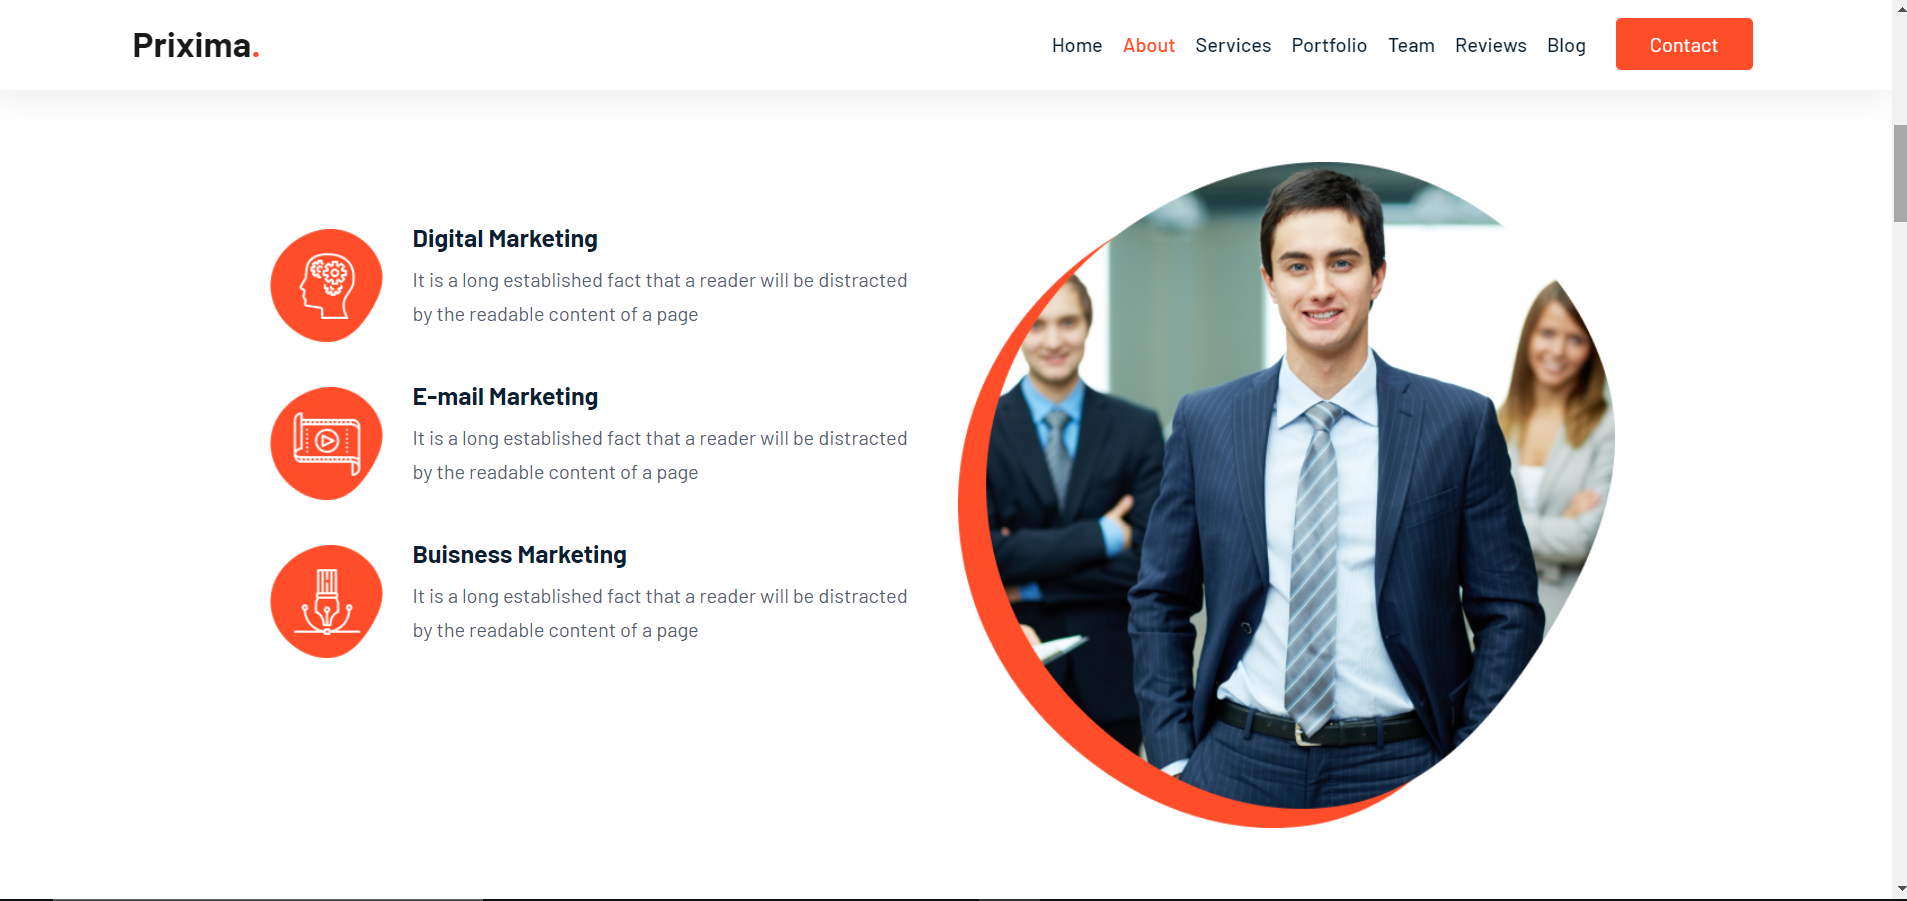 Prixima.
Home About Services Portfolio Team Reviews Blog Contact
Digital Marketing
It is a long established fact that a reader will be distracted
by the readable content of a page
E-mail Marketing
It is a long established fact that a reader will be distracted
by the readable content of a page
Buisness Marketing
It is a long established fact that a reader will be distracted
by the readable content of a page